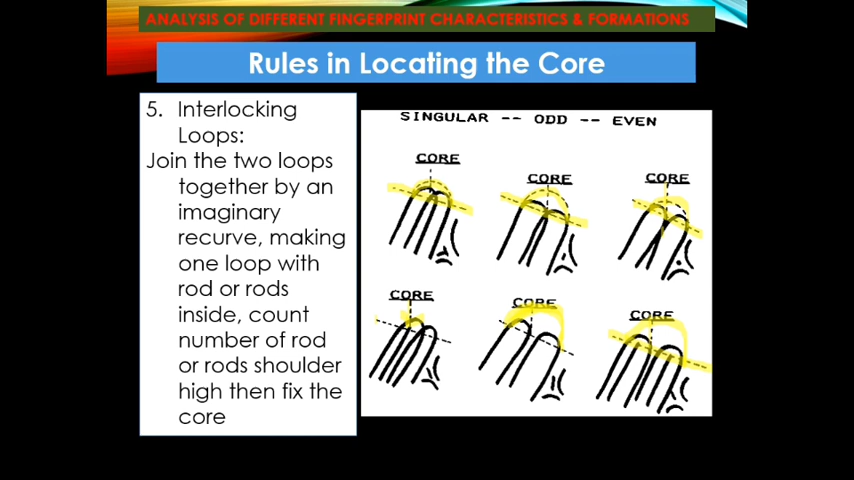 ANALYSIS OF DIFFERENT FINGERPRINT CHARACTERISTICS & FORMATIONS
Rules in Locating the Core
5. Interlocking
Loops:
Join the two loops
together by an
imaginary
recurve, making
one loop with
rod or rods
inside, count
number of rod
or rods shoulder
high then fix the
core
SINGULAR -- ODD -- EVEN
CORE
CORE
CORE
CORE
CORE
CORE